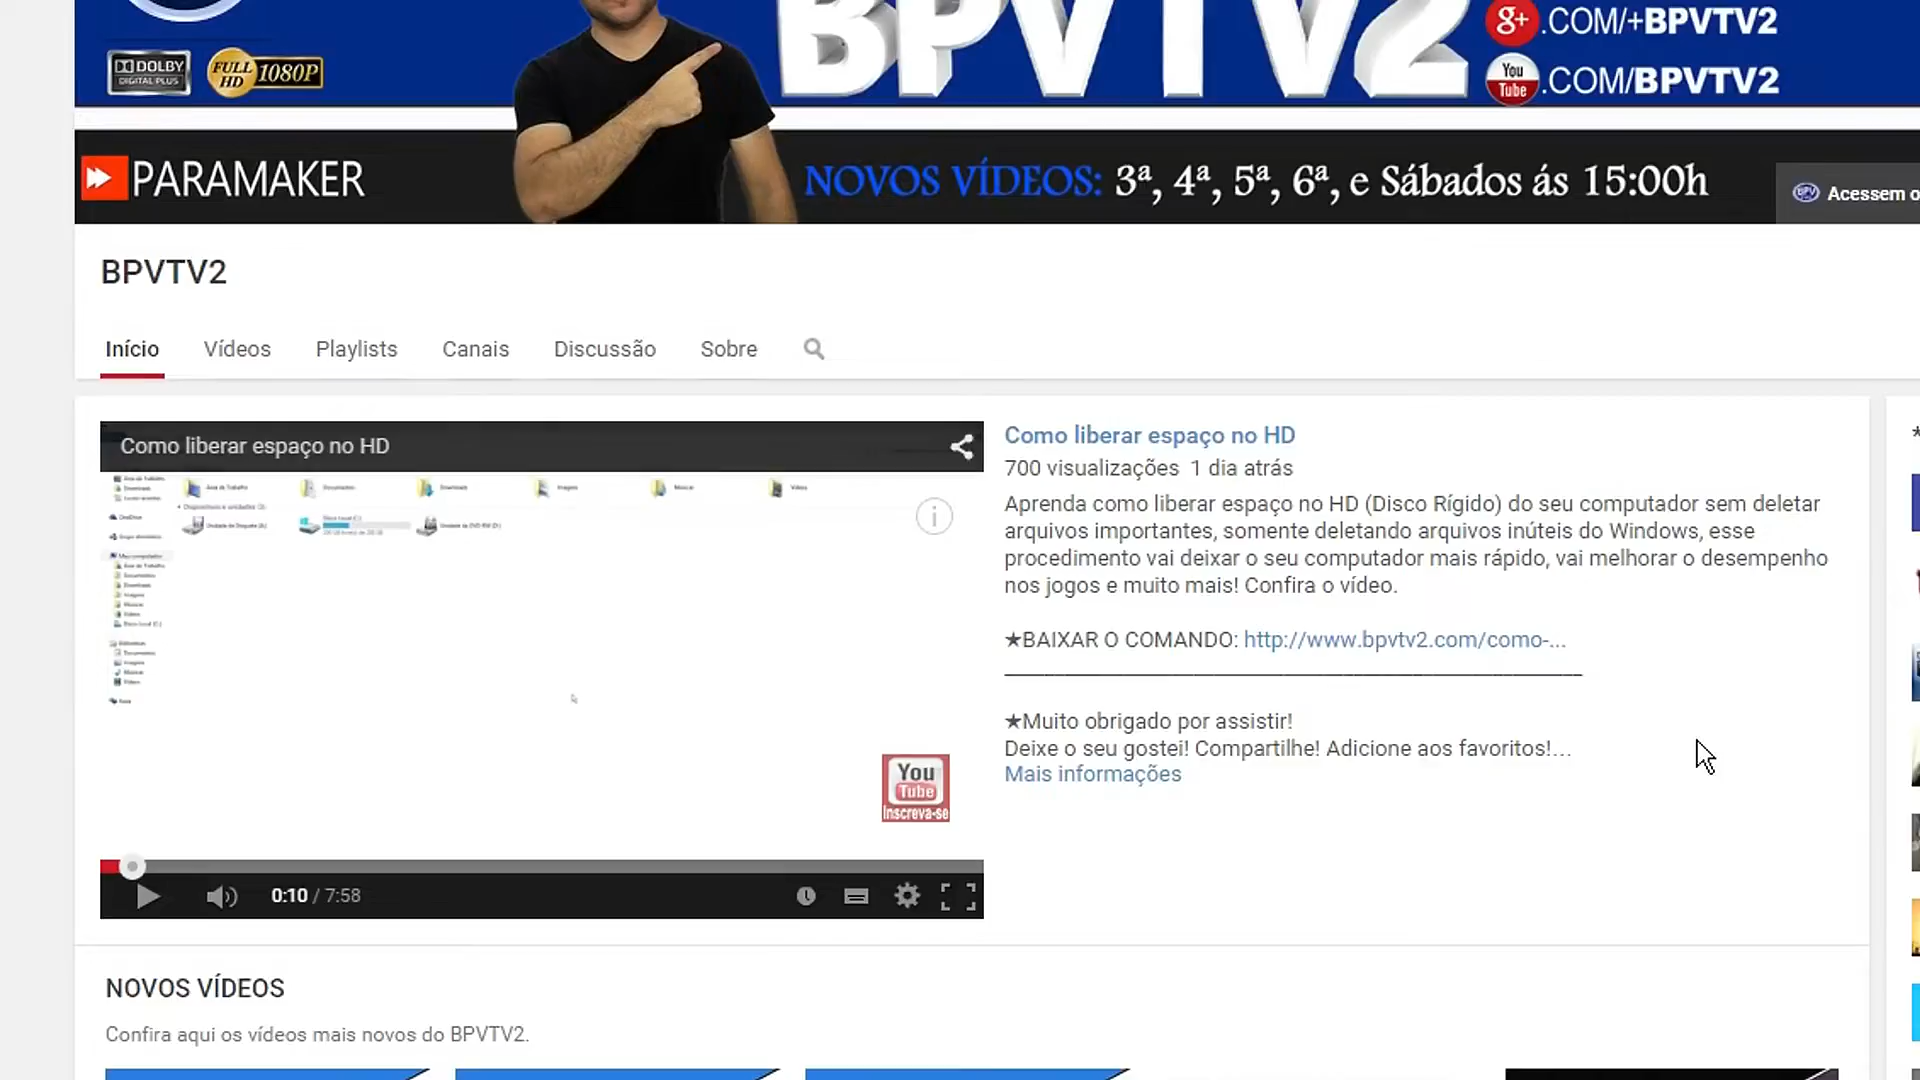 BPVTV2
g+ .COM/+BPVTV2
You Tube .COM/BPVTV2
DOLBY
DIGITAL PLUS
FULL HD 1080P
PARAMAKER
NOVOS VÍDEOS: 3ª, 4ª, 5ª, 6ª, e Sábados ás 15:00h
BPV Acessem o
BPVTV2
Início Vídeos Playlists Canais Discussão Sobre
Como liberar espaço no HD
Como liberar espaço no HD
700 visualizações 1 dia atrás
Aprenda como liberar espaço no HD (Disco Rígido) do seu computador sem deletar
arquivos importantes, somente deletando arquivos inúteis do Windows, esse
procedimento vai deixar o seu computador mais rápido, vai melhorar o desempenho
nos jogos e muito mais! Confira o vídeo.
★BAIXAR O COMANDO: http://www.bpvtv2.com/como-...
★Muito obrigado por assistir!
Deixe o seu gostei! Compartilhe! Adicione aos favoritos!...
Mais informações
You
Tube
Inscreva-se
0:10 / 7:58
NOVOS VÍDEOS
Confira aqui os vídeos mais novos do BPVTV2.